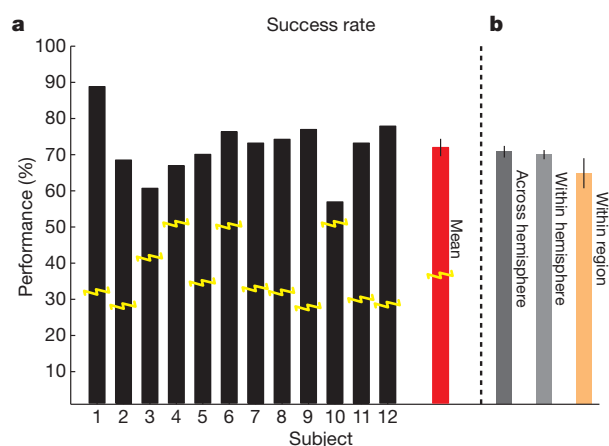 a
Success rate
b
Performance (%)
100
90
80
70
60
50
40
30
20
10
1 2 3 4 5 6 7 8 9 10 11 12
Subject
Mean
Across hemisphere
Within hemisphere
Within region